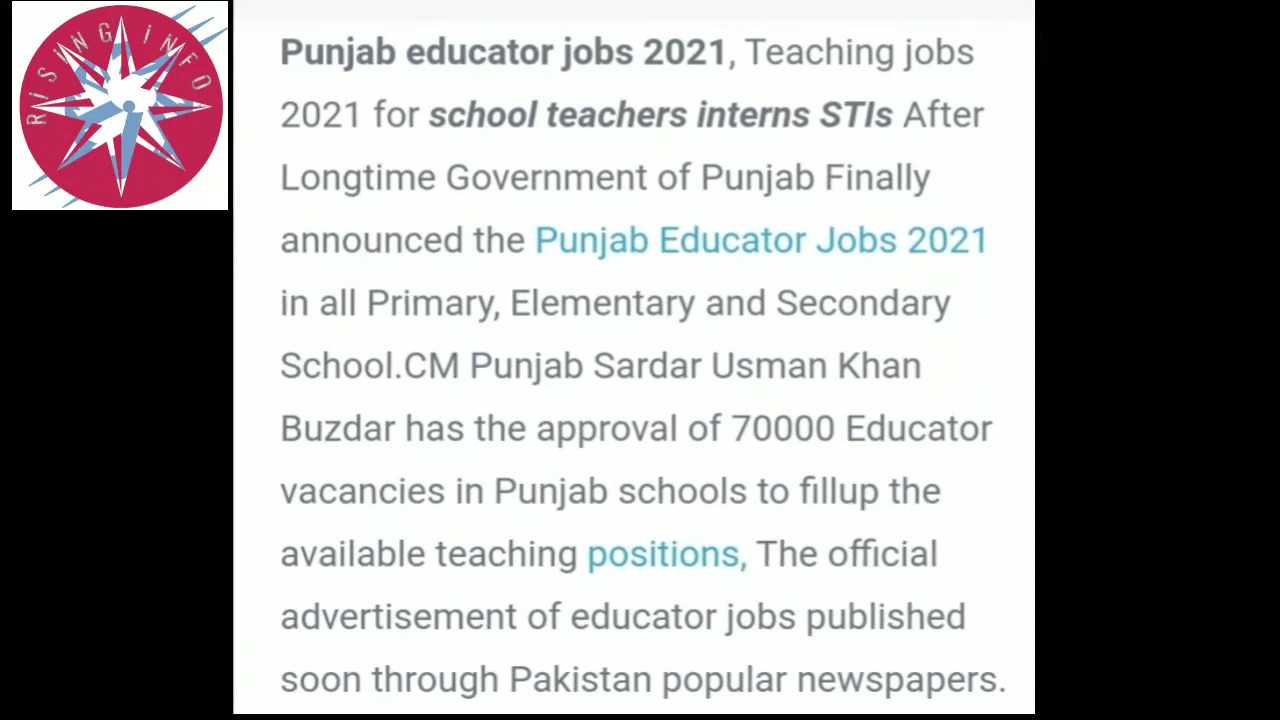 RiSiNG iNFO
Punjab educator jobs 2021, Teaching jobs
2021 for school teachers interns STIs After
Longtime Government of Punjab Finally
announced the Punjab Educator Jobs 2021
in all Primary, Elementary and Secondary
School.CM Punjab Sardar Usman Khan
Buzdar has the approval of 70000 Educator
vacancies in Punjab schools to fillup the
available teaching positions, The official
advertisement of educator jobs published
soon through Pakistan popular newspapers.